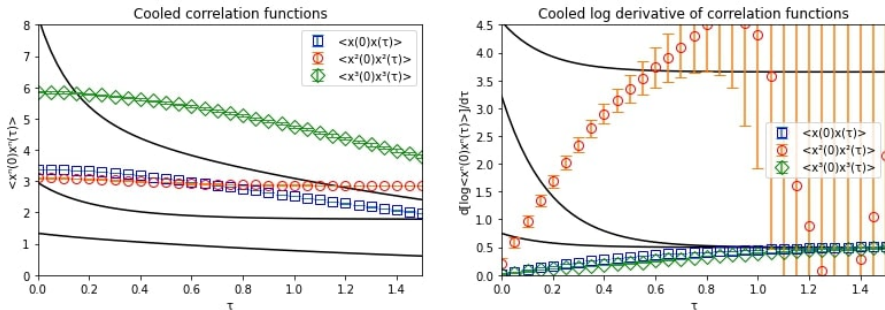 Cooled correlation functions
<xⁿ(0)xⁿ(τ)>
8
7
6
5
4
3
2
1
0
<x(0)x(τ)>
<x²(0)x²(τ)>
<x³(0)x³(τ)>
0.0 0.2 0.4 0.6 0.8 1.0 1.2 1.4
τ
Cooled log derivative of correlation functions
d[log<xⁿ(0)xⁿ(τ)>]/dτ
4.5
4.0
3.5
3.0
2.5
2.0
1.5
1.0
0.5
0.0
<x(0)x(τ)>
<x²(0)x²(τ)>
<x³(0)x³(τ)>
0.0 0.2 0.4 0.6 0.8 1.0 1.2 1.4
τ